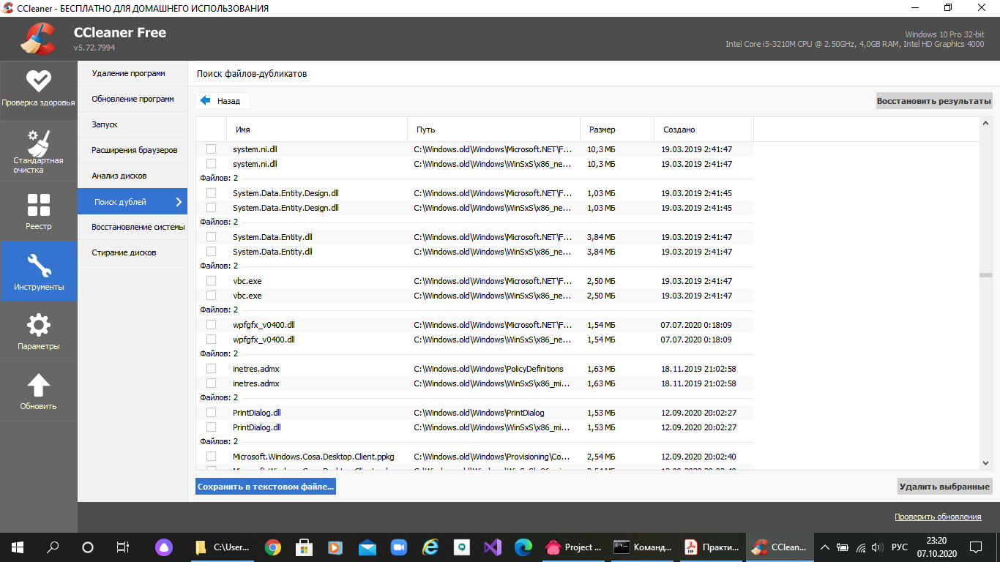 CCleaner - БЕСПЛАТНО ДЛЯ ДОМАШНЕГО ИСПОЛЬЗОВАНИЯ
CCleaner Free
v5.72.7994
Windows 10 Pro 32-bit
Intel Core i5-3210M CPU @ 2.50GHz, 4,0GB RAM, Intel HD Graphics 4000
Проверка здоровья
Стандартная очистка
Реестр
Инструменты
Параметры
Обновить
Удаление программ
Обновление программ
Запуск
Расширения браузеров
Анализ дисков
Поиск дублей
Восстановление системы
Стирание дисков
Поиск файлов-дубликатов
Назад
Восстановить результаты
Имя Путь Размер Создано
system.ni.dll C:\Windows.old\Windows\Microsoft.NET\F... 10,3 МБ 19.03.2019 2:41:47
system.ni.dll C:\Windows.old\Windows\WinSxS\x86_ne... 10,3 МБ 19.03.2019 2:41:47
Файлов: 2
System.Data.Entity.Design.dll C:\Windows.old\Windows\Microsoft.NET\F... 1,03 МБ 19.03.2019 2:41:45
System.Data.Entity.Design.dll C:\Windows.old\Windows\WinSxS\x86_ne... 1,03 МБ 19.03.2019 2:41:45
Файлов: 2
System.Data.Entity.dll C:\Windows.old\Windows\Microsoft.NET\F... 3,84 МБ 19.03.2019 2:41:47
System.Data.Entity.dll C:\Windows.old\Windows\WinSxS\x86_ne... 3,84 МБ 19.03.2019 2:41:47
Файлов: 2
vbc.exe C:\Windows.old\Windows\Microsoft.NET\F... 2,50 МБ 19.03.2019 2:41:47
vbc.exe C:\Windows.old\Windows\WinSxS\x86_ne... 2,50 МБ 19.03.2019 2:41:47
Файлов: 2
wpfgfx_v0400.dll C:\Windows.old\Windows\Microsoft.NET\F... 1,54 МБ 07.07.2020 0:18:09
wpfgfx_v0400.dll C:\Windows.old\Windows\WinSxS\x86_ne... 1,54 МБ 07.07.2020 0:18:09
Файлов: 2
inetres.admx C:\Windows.old\Windows\PolicyDefinitions 1,63 МБ 18.11.2019 21:02:58
inetres.admx C:\Windows.old\Windows\WinSxS\x86_mi... 1,63 МБ 18.11.2019 21:02:58
Файлов: 2
PrintDialog.dll C:\Windows.old\Windows\PrintDialog 1,53 МБ 12.09.2020 20:02:27
PrintDialog.dll C:\Windows.old\Windows\WinSxS\x86_mi... 1,53 МБ 12.09.2020 20:02:27
Файлов: 2
Microsoft.Windows.Cosa.Desktop.Client.ppkg C:\Windows.old\Windows\Provisioning\Co... 2,54 МБ 12.09.2020 20:02:40
Сохранить в текстовом файле...
Удалить выбранные
Проверить обновления
C:\User...
Project ...
Команд...
Практи...
CClean...
РУС
23:20
07.10.2020